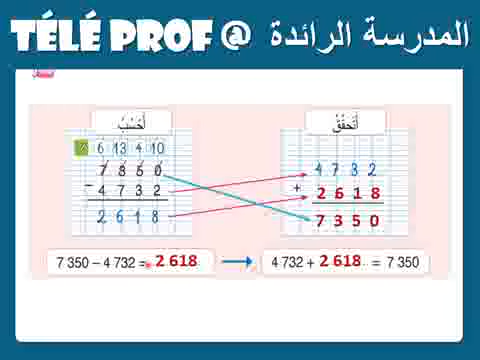 TÉLÉ PROF @ المدرسة الرائدة
أَحْسُبُ
6 13 4 10
7 3 5 0
- 4 7 3 2
2 6 1 8
أَتَحَقَّقُ
4 7 3 2
+ 2 6 1 8
7 3 5 0
7 350 – 4 732 = 2 618
4 732 + 2 618 = 7 350